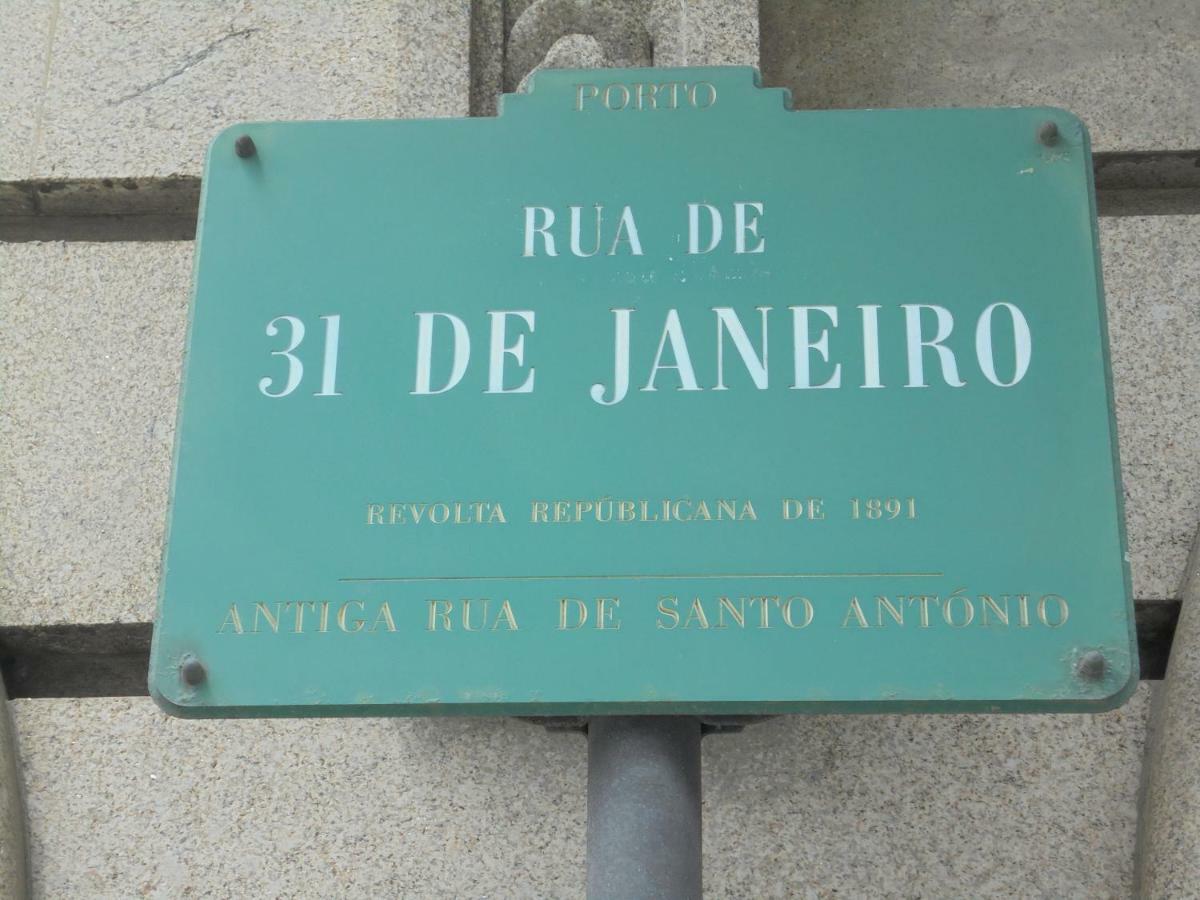 PORTO
RUA DE
31 DE JANEIRO
REVOLTA REPÚBLICANA DE 1891
ANTIGA RUA DE SANTO ANTÓNIO